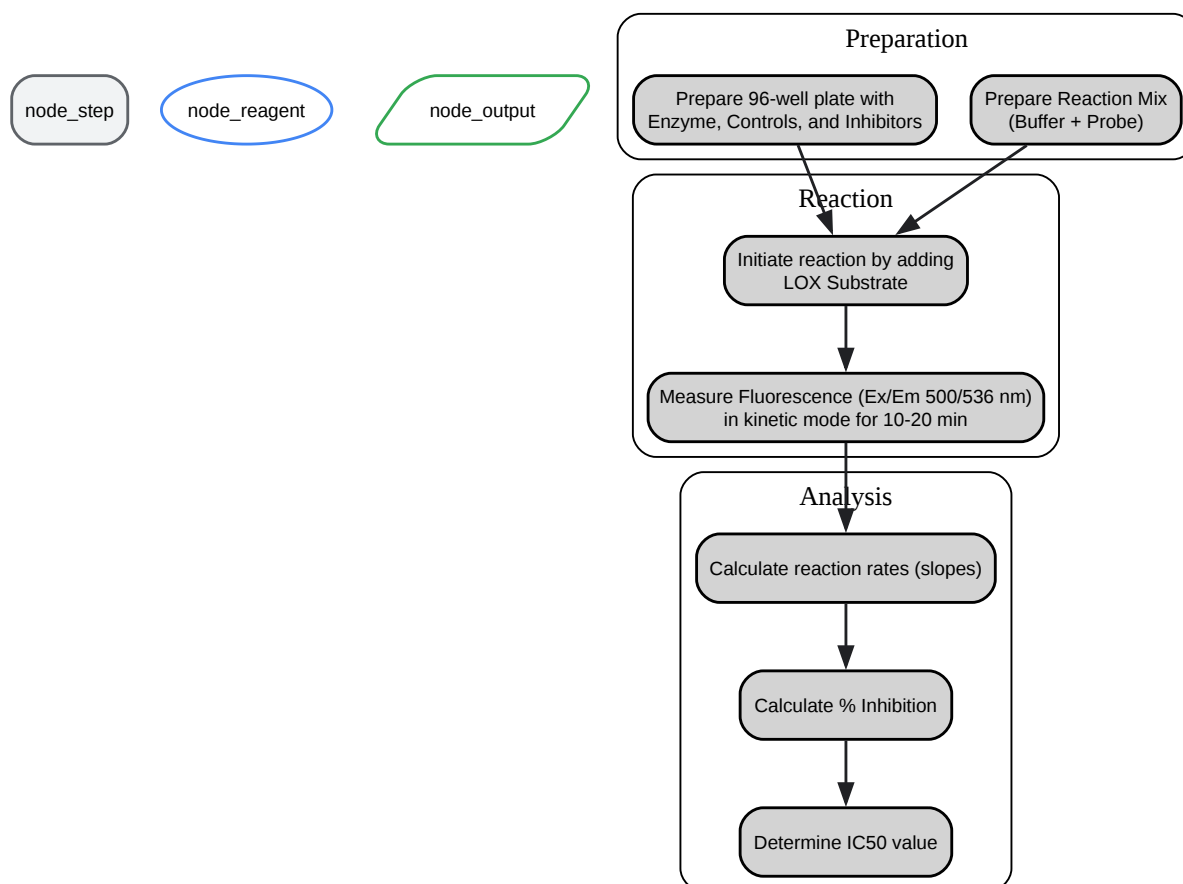 Preparation
node_step
node_reagent
node_output
Prepare 96-well plate with
Enzyme, Controls, and Inhibitors
Prepare Reaction Mix
(Buffer + Probe)
Reaction
Initiate reaction by adding
LOX Substrate
Measure Fluorescence (Ex/Em 500/536 nm)
in kinetic mode for 10-20 min
Analysis
Calculate reaction rates (slopes)
Calculate % Inhibition
Determine IC50 value